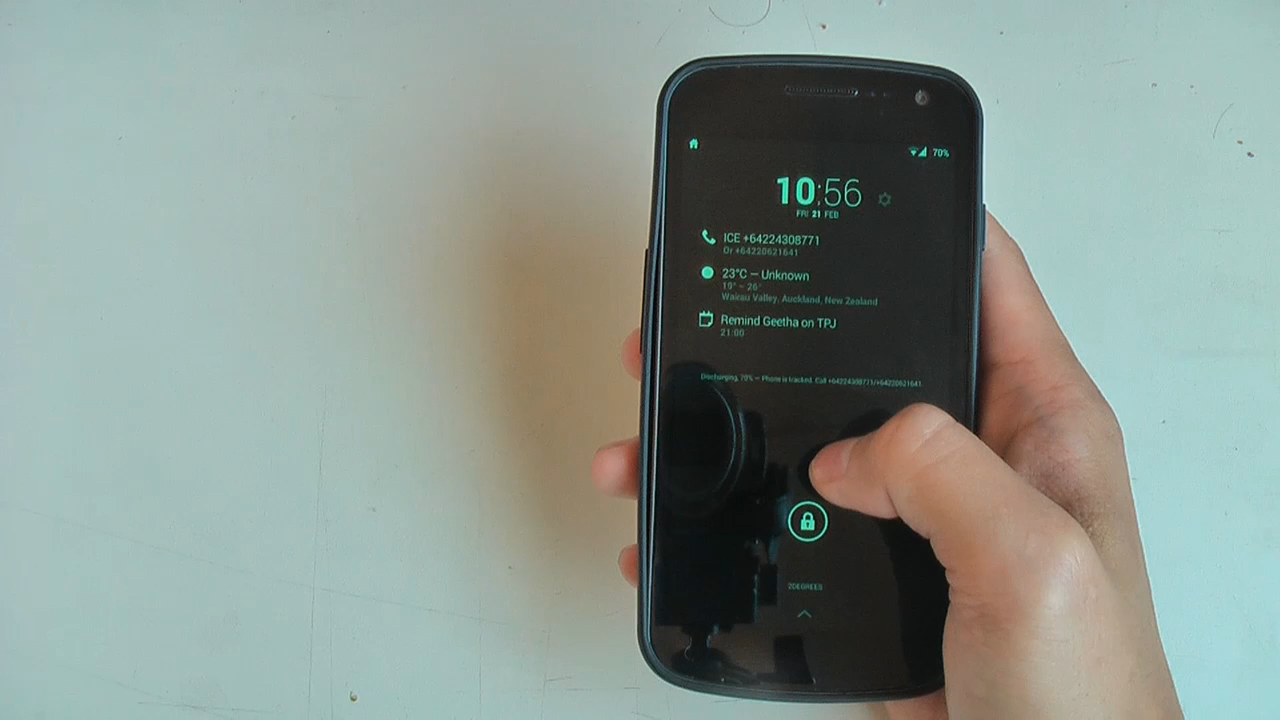 70%
10:56
FRI 21 FEB
ICE +64224308771
Or +64220621641
23°C — Unknown
19° – 26°
Wairau Valley, Auckland, New Zealand
Remind Geetha on TPJ
21:00
Discharging, 70% — Phone is tracked. Call +64224308771/+64220621641
2DEGREES